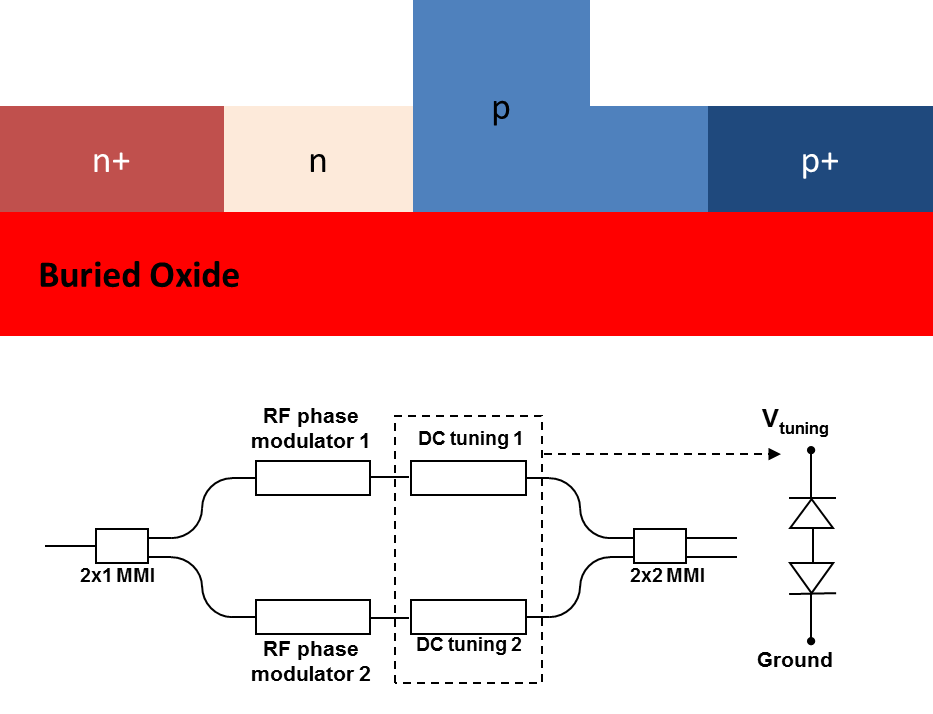 p
n+
n
p+
Buried Oxide
RF phase
modulator 1
DC tuning 1
Vtuning
2x1 MMI
2x2 MMI
RF phase
modulator 2
DC tuning 2
Ground